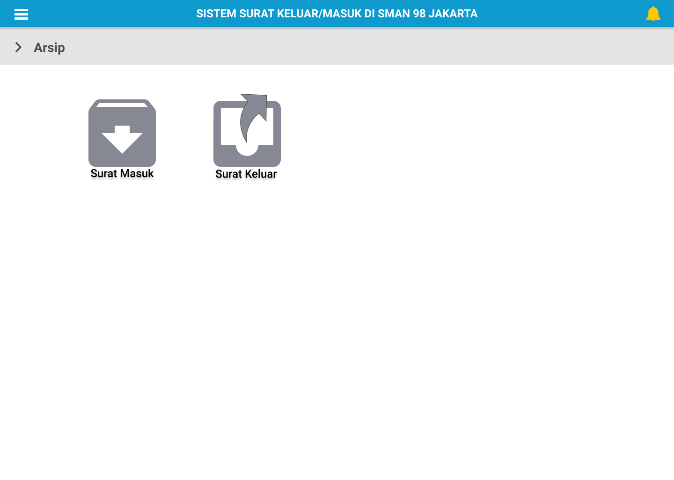 SISTEM SURAT KELUAR/MASUK DI SMAN 98 JAKARTA
Arsip
Surat Masuk
Surat Keluar